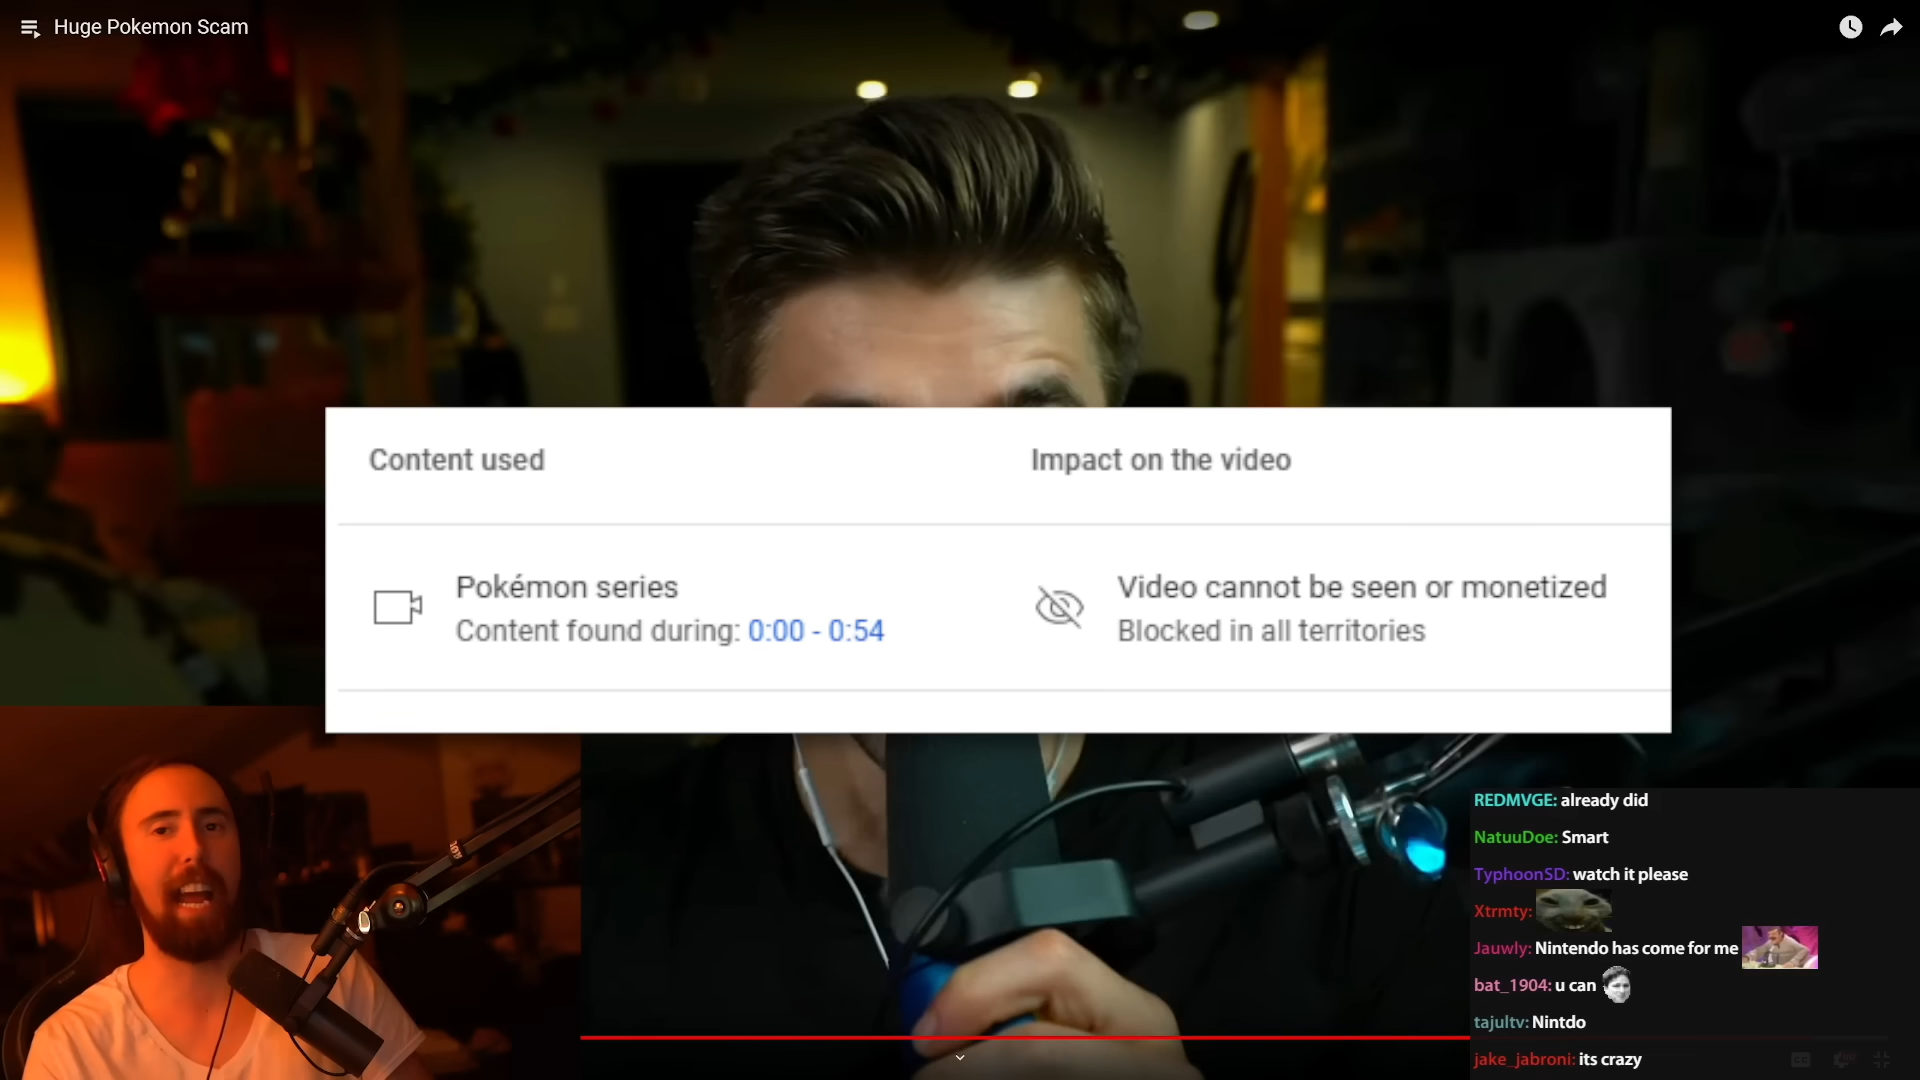 Huge Pokemon Scam
Content used
Impact on the video
Pokémon series
Video cannot be seen or monetized
Content found during: 0:00 - 0:54
Blocked in all territories
REDMVGE: already did
NatuuDoe: Smart
TyphoonSD: watch it please
Xtrmty:
Jauwly: Nintendo has come for me
bat_1904: u can
tajultv: Nintdo
jake_jabroni: its crazy